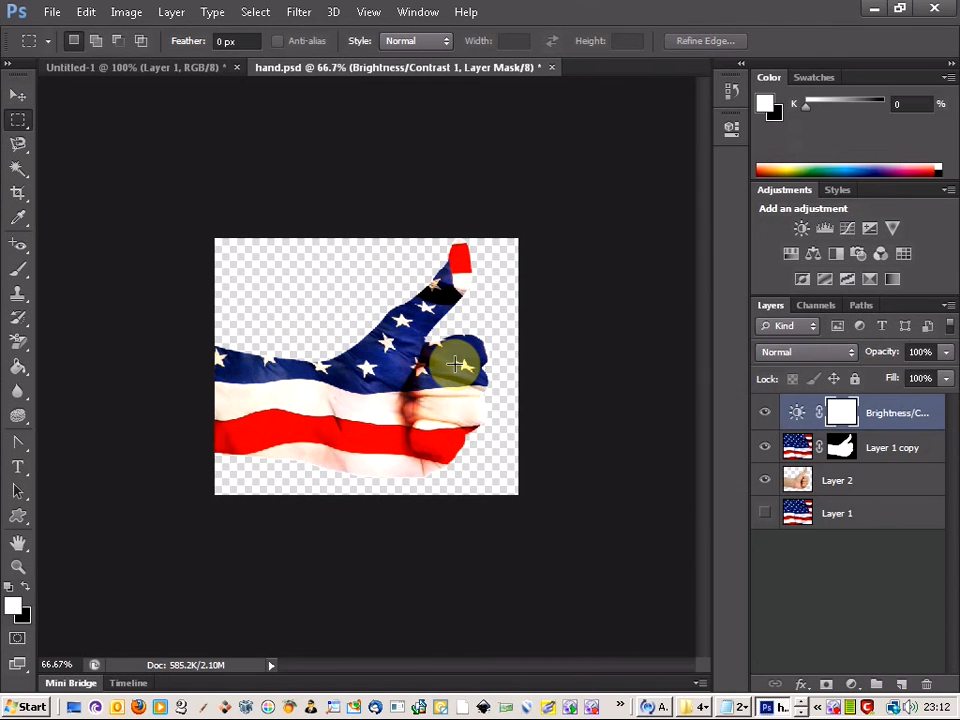 Ps File Edit Image Layer Type Select Filter 3D View Window Help
Feather: 0 px Anti-alias Style: Normal Width: Height: Refine Edge...
Untitled-1 @ 100% (Layer 1, RGB/8) * × hand.psd @ 66.7% (Brightness/Contrast 1, Layer Mask/8) * ×
Color Swatches
K 0 %
Adjustments Styles
Add an adjustment
Layers Channels Paths
Kind
Normal Opacity: 100%
Lock: Fill: 100%
Brightness/C...
Layer 1 copy
Layer 2
Layer 1
66.67% Doc: 585.2K/2.10M
Mini Bridge Timeline
Start A. 4 2 Ps h. 23:12